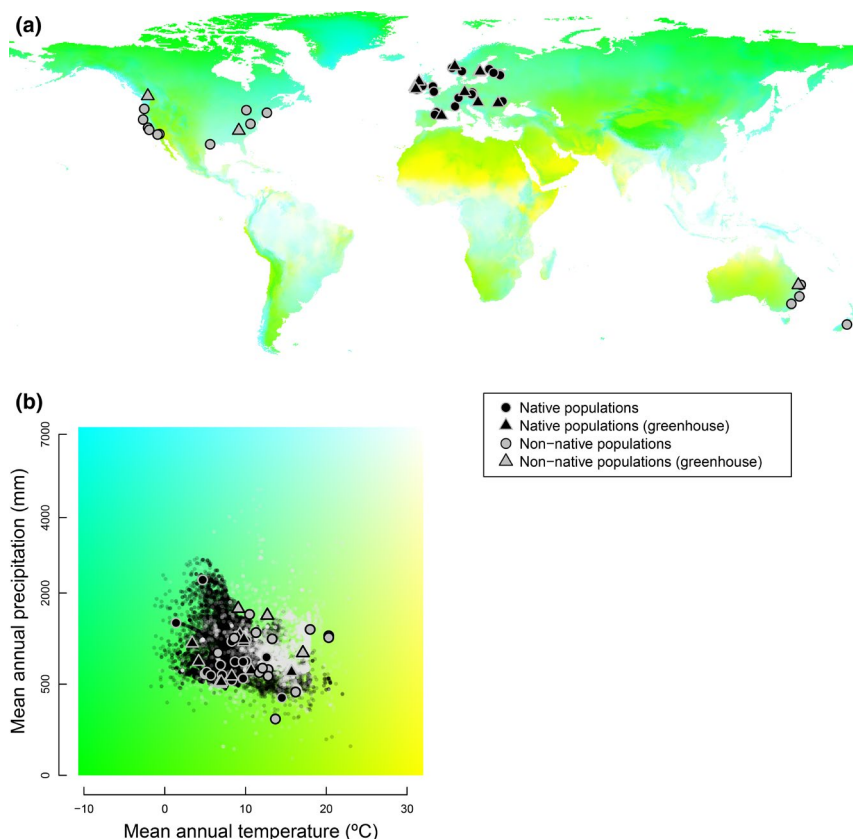 (a)
(b)
Native populations
Native populations (greenhouse)
Non−native populations
Non−native populations (greenhouse)
Mean annual precipitation (mm)
7000
4000
2000
500
0
−10 0 10 20 30
Mean annual temperature (ºC)